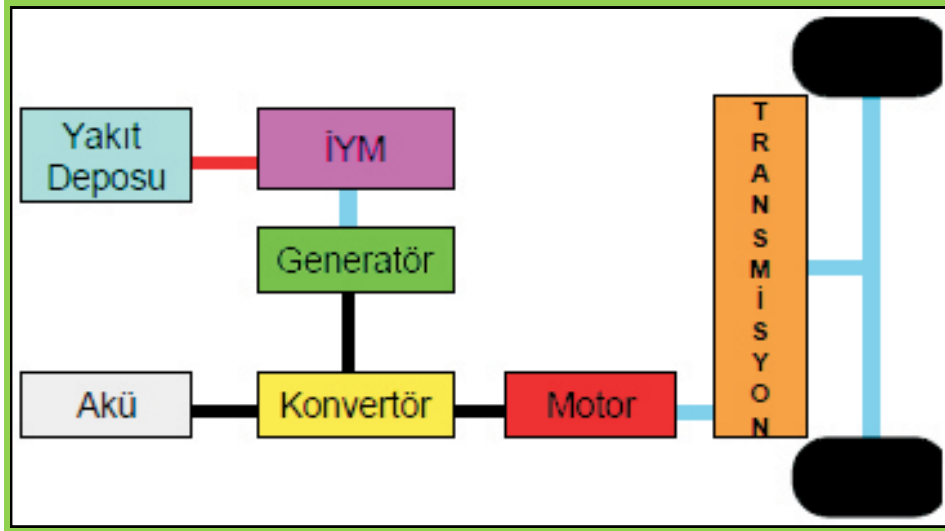 Yakıt
Deposu
İYM
Generatör
Akü
Konvertör
Motor
T
R
A
N
S
M
İ
S
Y
O
N